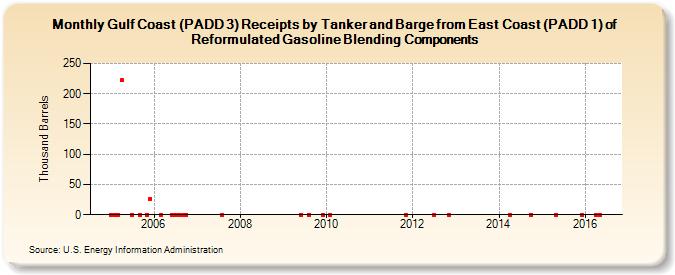 Monthly Gulf Coast (PADD 3) Receipts by Tanker and Barge from East Coast (PADD 1) of
Reformulated Gasoline Blending Components
Thousand Barrels
250
200
150
100
50
0
2006 2008 2010 2012 2014 2016
Source: U.S. Energy Information Administration